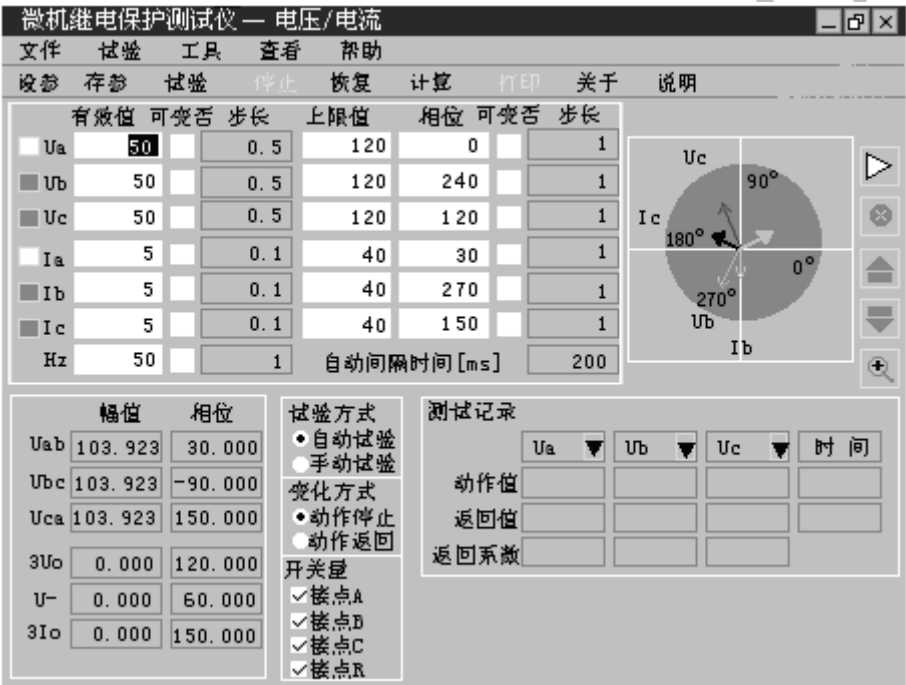 微机继电保护测试仪 — 电压/电流
文件 试验 工具 查看 帮助
设参 存参 试验 停止 恢复 计算 打印 关于 说明
有效值 可变否 步长 上限值 相位 可变否 步长
Ua 50 0.5 120 0 1
Ub 50 0.5 120 240 1
Uc 50 0.5 120 120 1
Ia 5 0.1 40 30 1
Ib 5 0.1 40 270 1
Ic 5 0.1 40 150 1
Hz 50 1 自动间隔时间[ms] 200
Uc
90°
Ic
180°
0°
270°
Ub
Ib
幅值 相位
Uab 103.923 30.000
Ubc 103.923 -90.000
Uca 103.923 150.000
3Uo 0.000 120.000
U- 0.000 60.000
3Io 0.000 150.000
试验方式
自动试验
手动试验
变化方式
动作停止
动作返回
开关量
接点A
接点B
接点C
接点R
测试记录
Ua Ub Uc 时间
动作值
返回值
返回系数